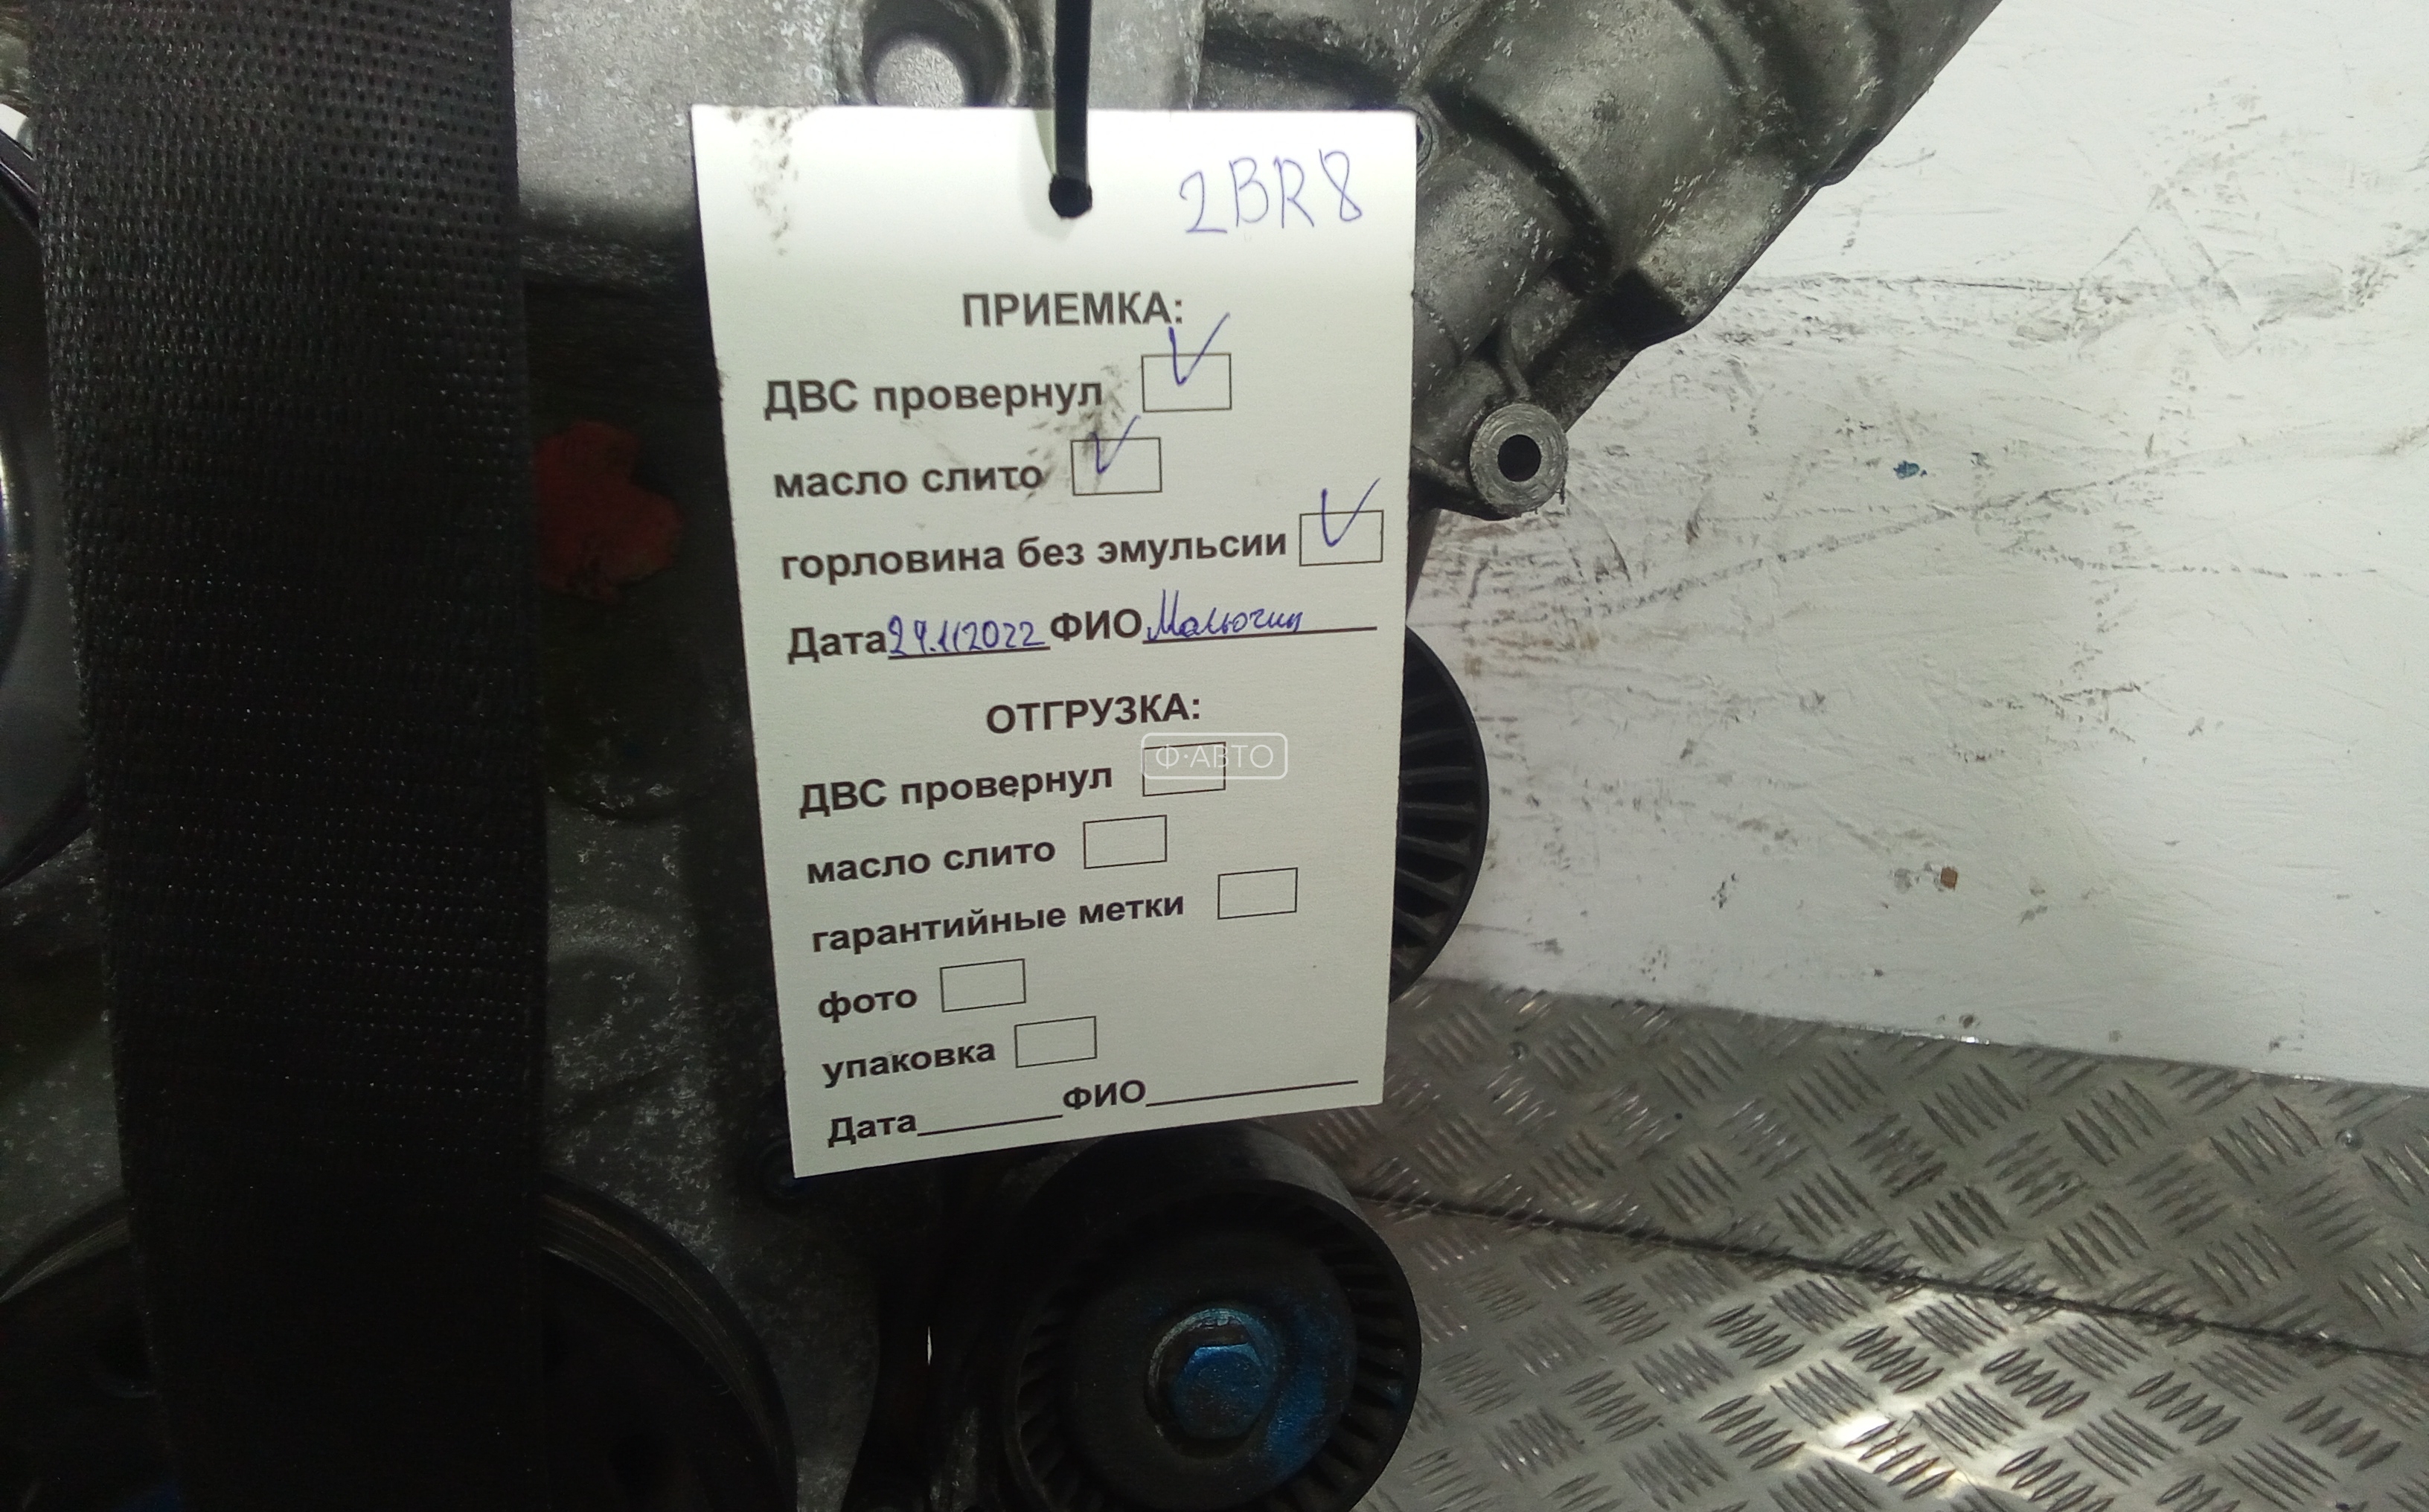 2BR8
ПРИЕМКА:
ДВС провернул
масло слито
горловина без эмульсии
Дата 29.11 2022 ФИО
ОТГРУЗКА:
Ф·АВТО
ДВС провернул
масло слито
гарантийные метки
фото
упаковка
Дата ФИО